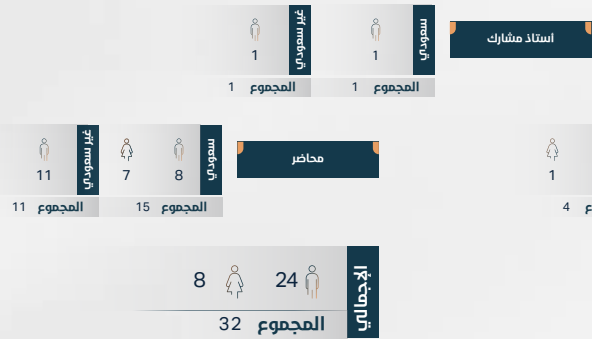 استاذ مشارك
سعودي
1
المجموع 1
غير سعودي
1
المجموع 1
1
ع 4
محاضر
سعودي
8 7
المجموع 15
غير سعودي
11
المجموع 11
الإجمالي
24 8
المجموع 32